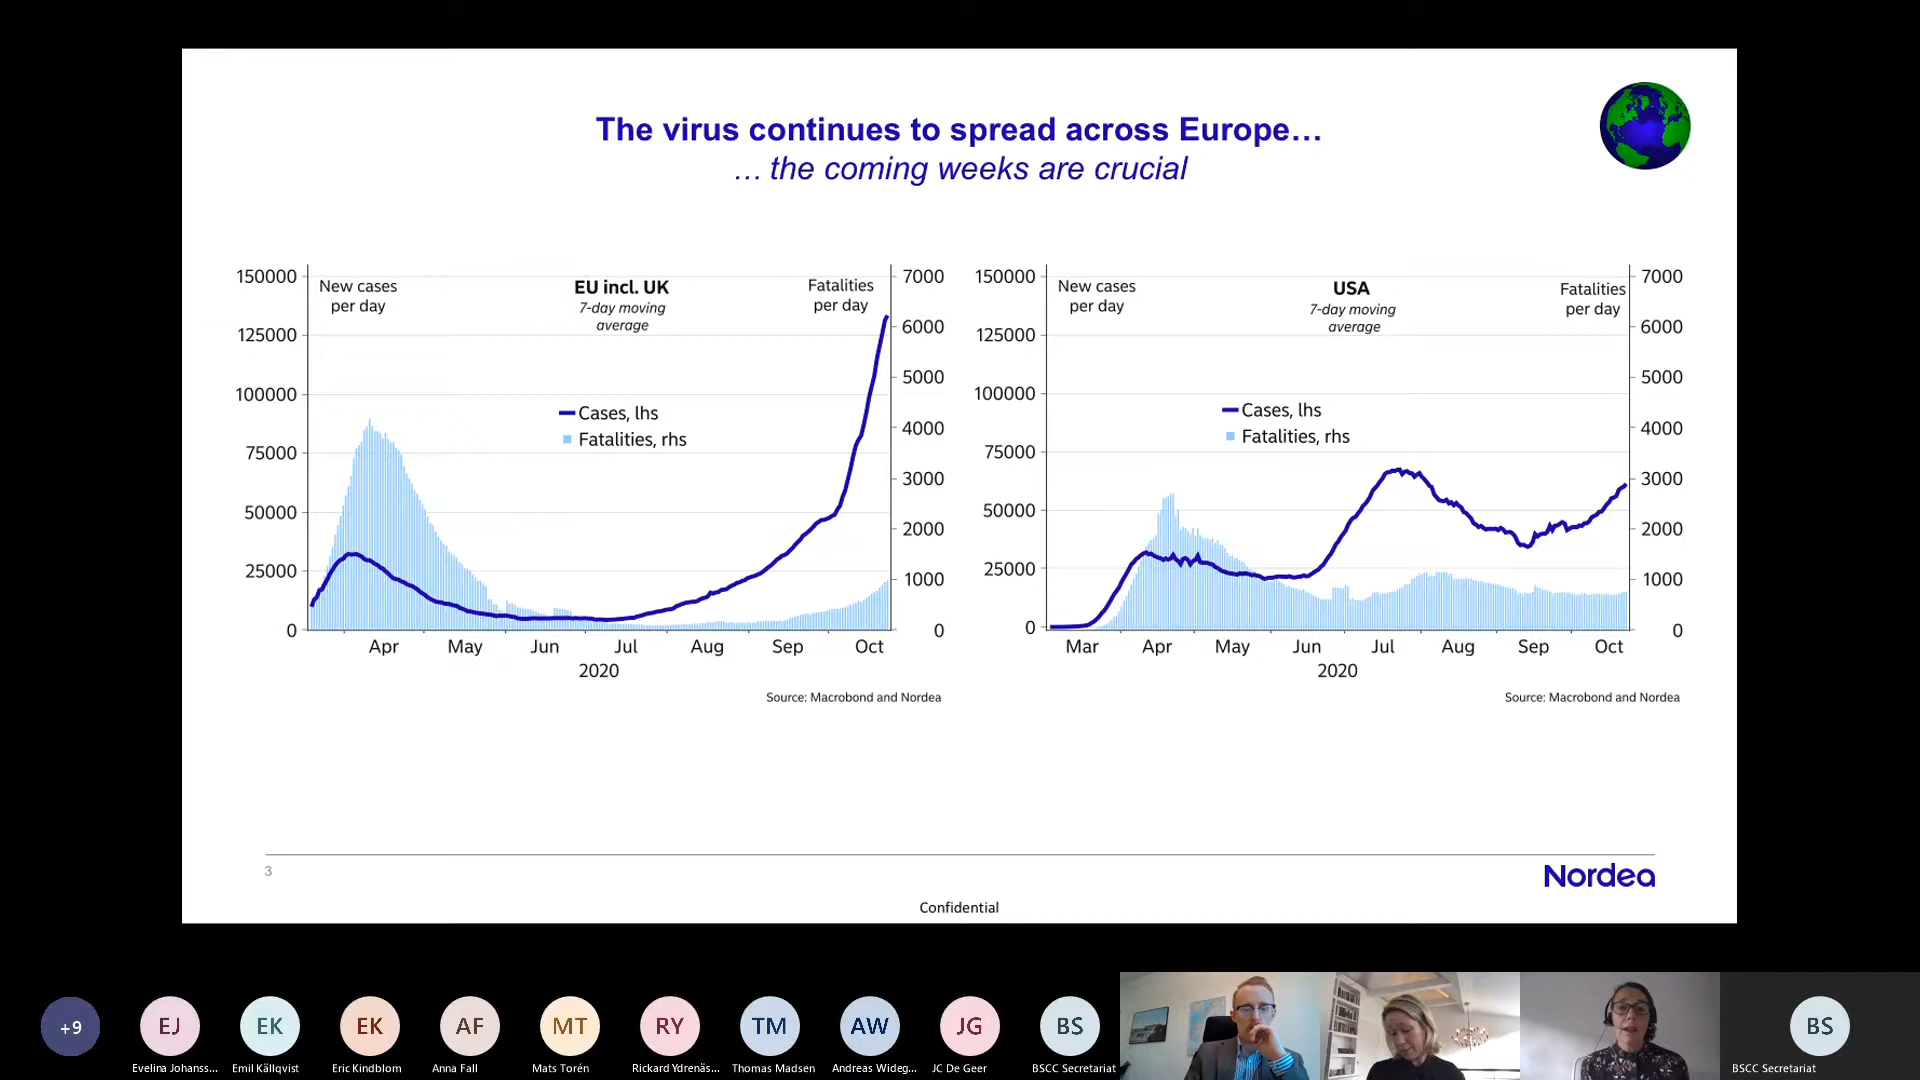 The virus continues to spread across Europe…
… the coming weeks are crucial
150000
125000
100000
75000
50000
25000
0
New cases
per day
EU incl. UK
7-day moving
average
Fatalities
per day
Cases, lhs
Fatalities, rhs
7000
6000
5000
4000
3000
2000
1000
0
Apr May Jun Jul Aug Sep Oct
2020
Source: Macrobond and Nordea
150000
125000
100000
75000
50000
25000
0
New cases
per day
USA
7-day moving
average
Fatalities
per day
Cases, lhs
Fatalities, rhs
7000
6000
5000
4000
3000
2000
1000
0
Mar Apr May Jun Jul Aug Sep Oct
2020
Source: Macrobond and Nordea
3
Nordea
Confidential
+9 EJ EK EK AF MT RY TM AW JG BS BS
Evelina Johanss... Emil Källqvist Eric Kindblom Anna Fall Mats Torén Rickard Ydrenäs... Thomas Madsen Andreas Wideg... JC De Geer BSCC Secretariat BSCC Secretariat